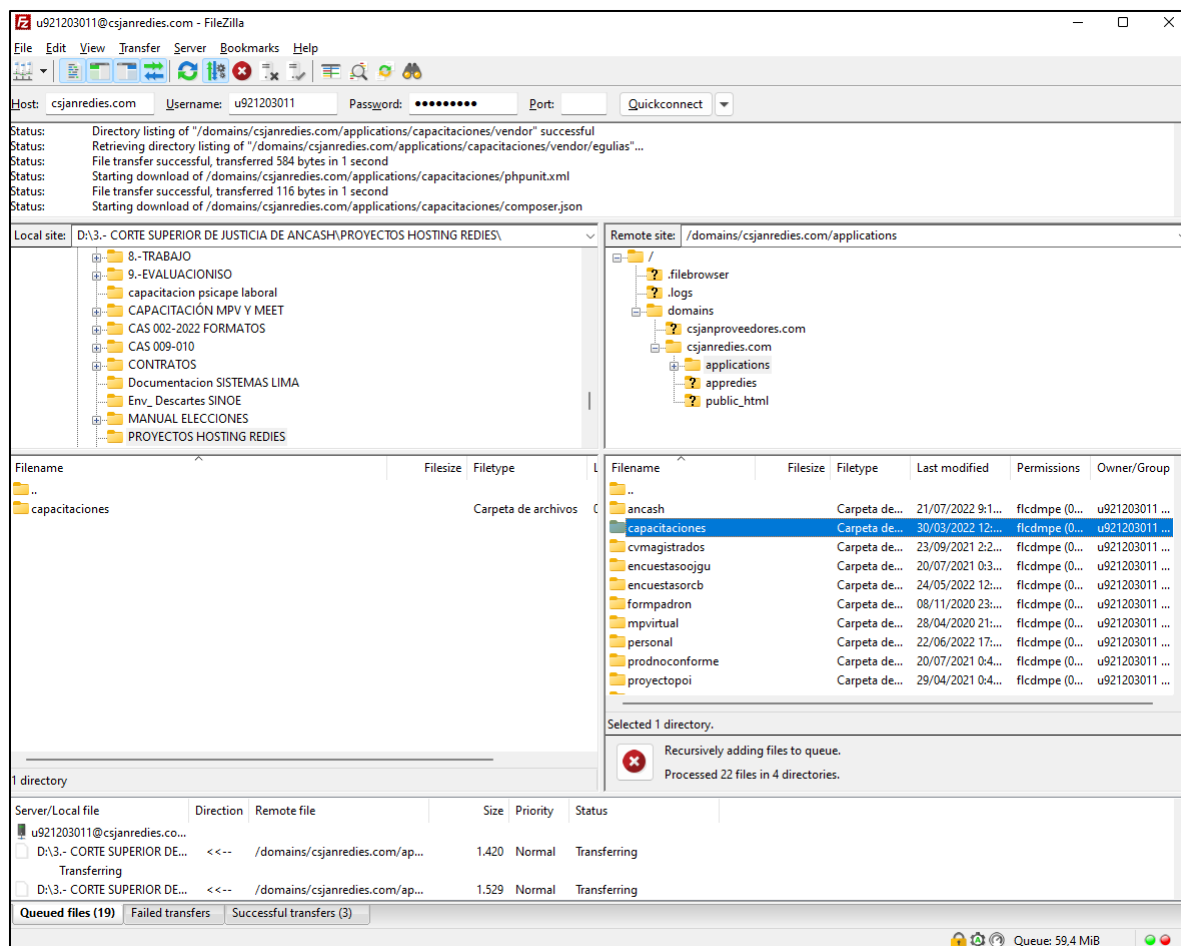 u921203011@csjanredies.com - FileZilla
File Edit View Transfer Server Bookmarks Help
Host: csjanredies.com Username: u921203011 Password: ●●●●●●●●● Port: Quickconnect
Status: Directory listing of "/domains/csjanredies.com/applications/capacitaciones/vendor" successful
Status: Retrieving directory listing of "/domains/csjanredies.com/applications/capacitaciones/vendor/egulias"...
Status: File transfer successful, transferred 584 bytes in 1 second
Status: Starting download of /domains/csjanredies.com/applications/capacitaciones/phpunit.xml
Status: File transfer successful, transferred 116 bytes in 1 second
Status: Starting download of /domains/csjanredies.com/applications/capacitaciones/composer.json
Local site: D:\3.- CORTE SUPERIOR DE JUSTICIA DE ANCASH\PROYECTOS HOSTING REDIES\
8.-TRABAJO
9.-EVALUACIONISO
capacitacion psicape laboral
CAPACITACIÓN MPV Y MEET
CAS 002-2022 FORMATOS
CAS 009-010
CONTRATOS
Documentacion SISTEMAS LIMA
Env_ Descartes SINOE
MANUAL ELECCIONES
PROYECTOS HOSTING REDIES
Remote site: /domains/csjanredies.com/applications
/
.filebrowser
.logs
domains
csjanproveedores.com
csjanredies.com
applications
appredies
public_html
Filename Filesize Filetype L
..
capacitaciones Carpeta de archivos
1 directory
Filename Filesize Filetype Last modified Permissions Owner/Group
..
ancash Carpeta de... 21/07/2022 9:1... flcdmpe (0... u921203011 ...
capacitaciones Carpeta de... 30/03/2022 12:... flcdmpe (0... u921203011 ...
cvmagistrados Carpeta de... 23/09/2021 2:2... flcdmpe (0... u921203011 ...
encuestasoojgu Carpeta de... 20/07/2021 0:3... flcdmpe (0... u921203011 ...
encuestasorcb Carpeta de... 24/05/2022 12:... flcdmpe (0... u921203011 ...
formpadron Carpeta de... 08/11/2020 23:... flcdmpe (0... u921203011 ...
mpvirtual Carpeta de... 28/04/2020 21:... flcdmpe (0... u921203011 ...
personal Carpeta de... 22/06/2022 17:... flcdmpe (0... u921203011 ...
prodnoconforme Carpeta de... 20/07/2021 0:4... flcdmpe (0... u921203011 ...
proyectopoi Carpeta de... 29/04/2021 0:4... flcdmpe (0... u921203011 ...
Selected 1 directory.
Recursively adding files to queue.
Processed 22 files in 4 directories.
Server/Local file Direction Remote file Size Priority Status
u921203011@csjanredies.co...
D:\3.- CORTE SUPERIOR DE... <<-- /domains/csjanredies.com/ap... 1.420 Normal Transferring
Transferring
D:\3.- CORTE SUPERIOR DE... <<-- /domains/csjanredies.com/ap... 1.529 Normal Transferring
Queued files (19) Failed transfers Successful transfers (3)
Queue: 59,4 MiB